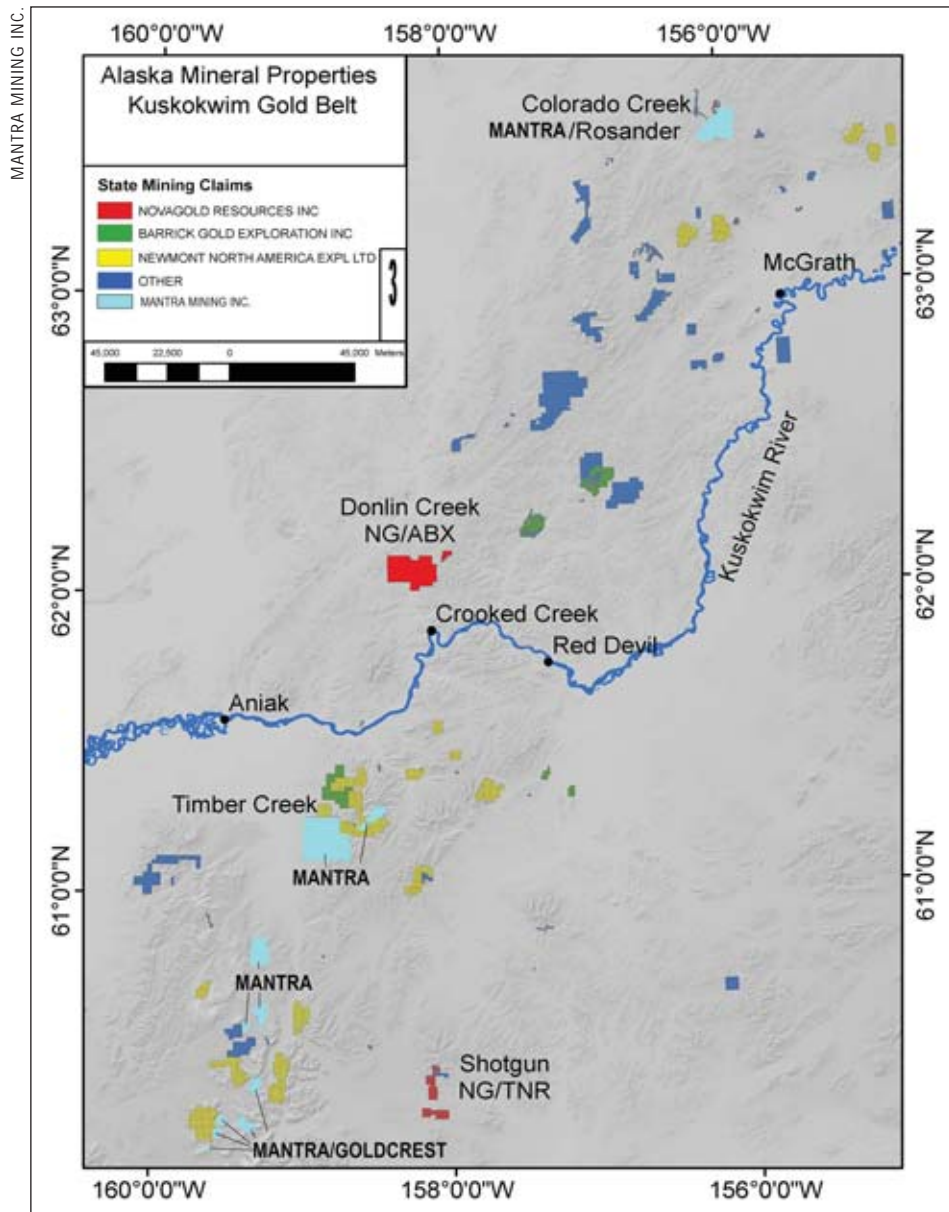 MANTRA MINING INC.
160°0'0"W
158°0'0"W
156°0'0"W
Alaska Mineral Properties
Kuskokwim Gold Belt
State Mining Claims
NOVAGOLD RESOURCES INC
BARRICK GOLD EXPLORATION INC
NEWMONT NORTH AMERICA EXPL LTD
OTHER
MANTRA MINING INC.
3
45,000 22,500 0 45,000 Meters
Colorado Creek
MANTRA/Rosander
McGrath
63°0'0"N
63°0'0"N
Kuskokwim River
Donlin Creek
NG/ABX
62°0'0"N
62°0'0"N
Crooked Creek
Red Devil
Aniak
Timber Creek
MANTRA
61°0'0"N
61°0'0"N
MANTRA
Shotgun
NG/TNR
MANTRA/GOLDCREST
160°0'0"W
158°0'0"W
156°0'0"W